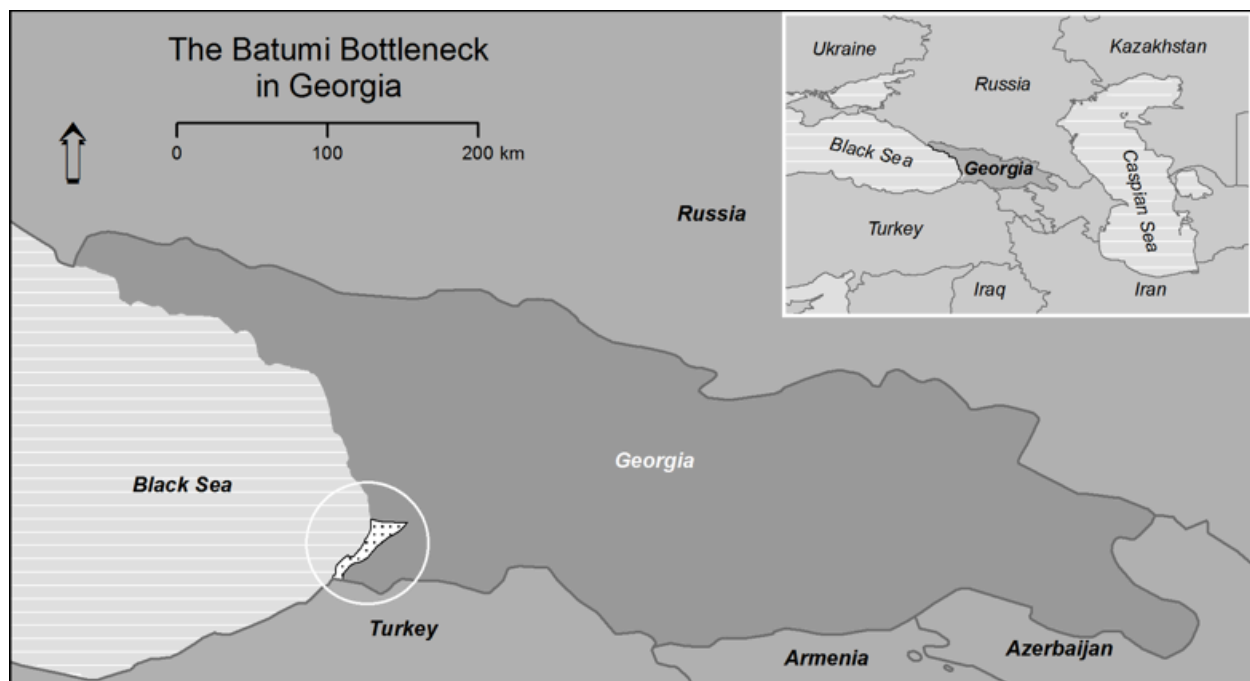 The Batumi Bottleneck
in Georgia
0 100 200 km
Russia
Black Sea
Georgia
Turkey
Armenia
Azerbaijan
Ukraine
Kazakhstan
Russia
Black Sea
Georgia
Caspian Sea
Turkey
Iraq
Iran